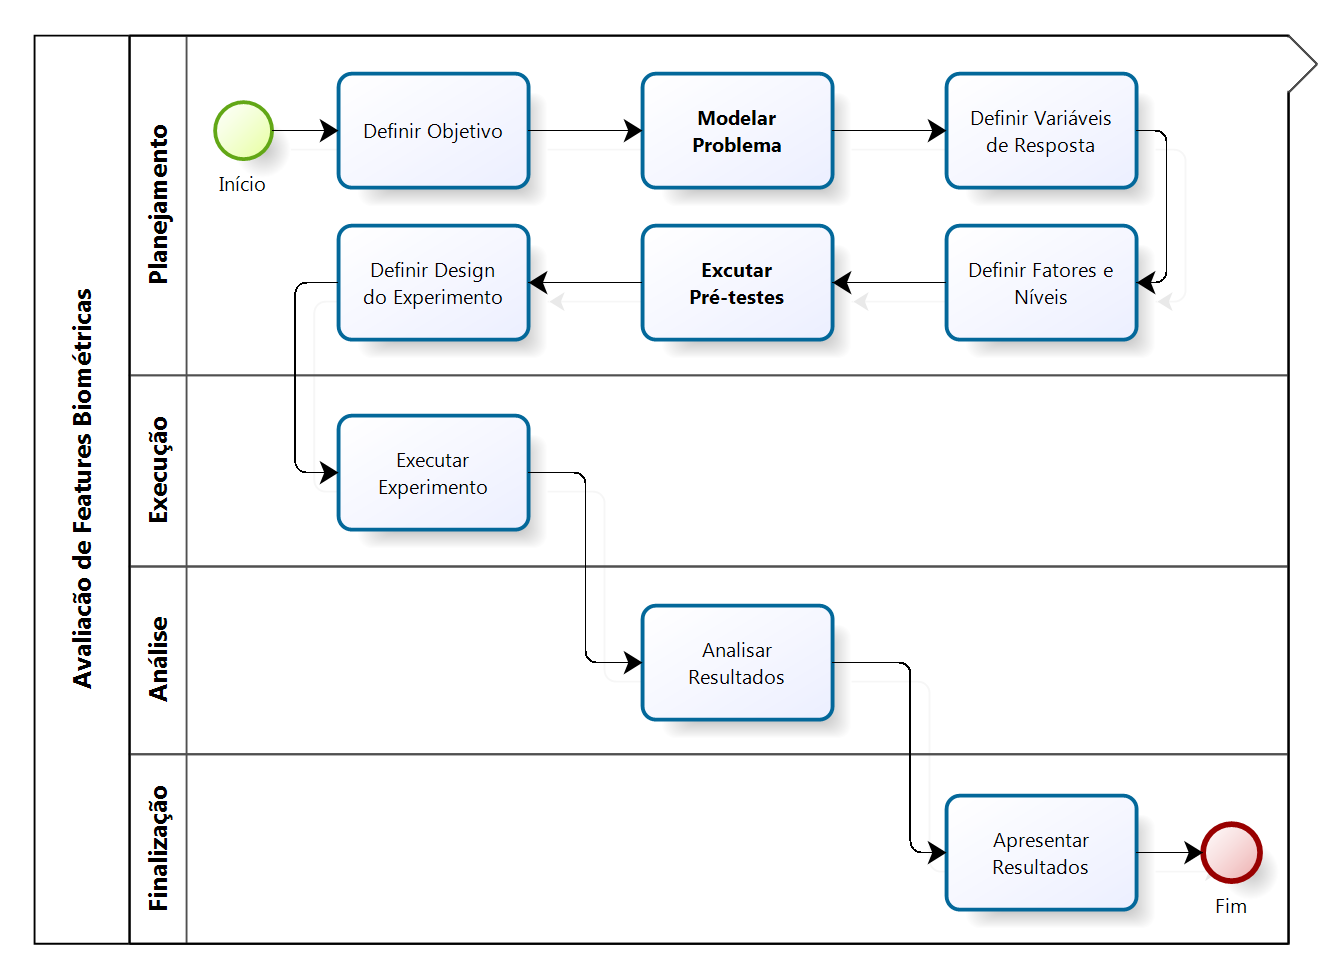 Avaliacão de Features Biométricas
Planejamento
Início
Definir Objetivo
Modelar
Problema
Definir Variáveis
de Resposta
Definir Fatores e
Níveis
Excutar
Pré-testes
Definir Design
do Experimento
Execução
Executar
Experimento
Análise
Analisar
Resultados
Finalização
Apresentar
Resultados
Fim